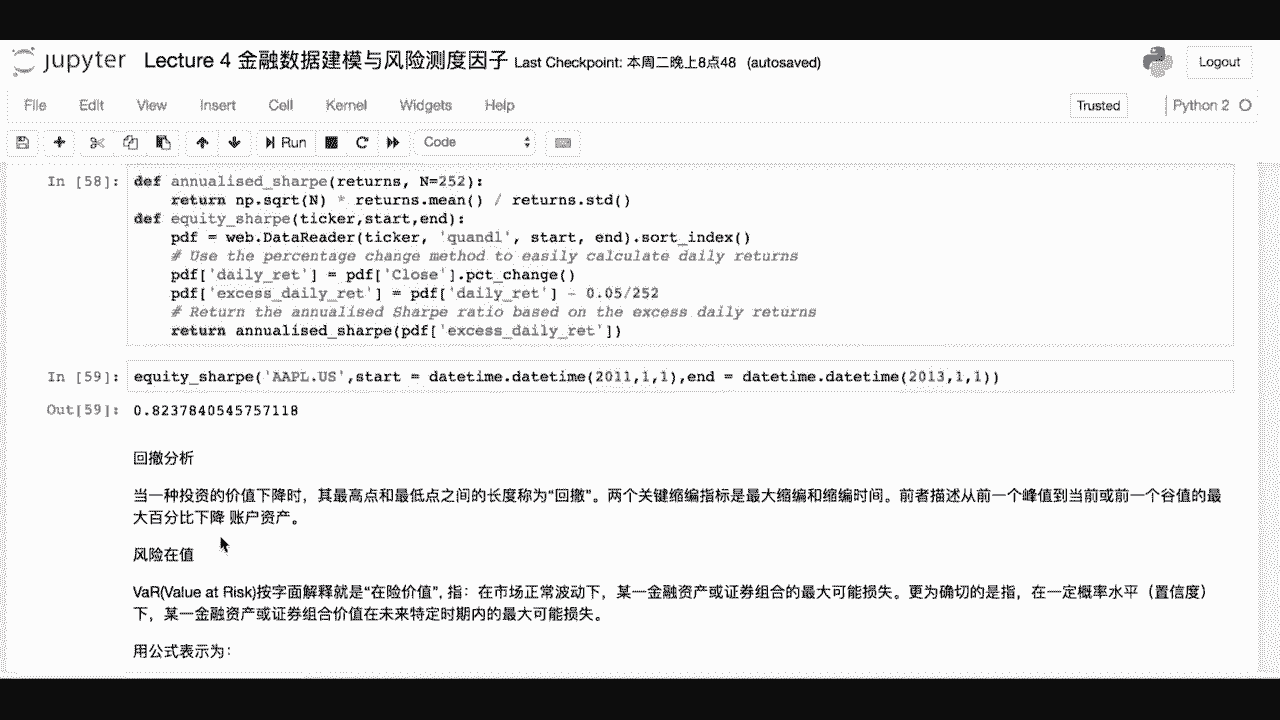 jupyter Lecture 4 金融数据建模与风险测度因子 Last Checkpoint: 本周二晚上8点48 (autosaved) Logout
File Edit View Insert Cell Kernel Widgets Help Trusted Python 2
Run Code
In [58]: def annualised_sharpe(returns, N=252):
return np.sqrt(N) * returns.mean() / returns.std()
def equity_sharpe(ticker,start,end):
pdf = web.DataReader(ticker, 'quandl', start, end).sort_index()
# Use the percentage change method to easily calculate daily returns
pdf['daily_ret'] = pdf['Close'].pct_change()
pdf['excess_daily_ret'] = pdf['daily_ret'] - 0.05/252
# Return the annualised Sharpe ratio based on the excess daily returns
return annualised_sharpe(pdf['excess_daily_ret'])
In [59]: equity_sharpe('AAPL.US',start = datetime.datetime(2011,1,1),end = datetime.datetime(2013,1,1))
Out[59]: 0.8237840545757118
回撤分析
当一种投资的价值下降时，其最高点和最低点之间的长度称为“回撤”。两个关键缩编指标是最大缩编和缩编时间。前者描述从前一个峰值到当前或前一个谷值的最
大百分比下降 账户资产。
风险在值
VaR(Value at Risk)按字面解释就是“在险价值”, 指：在市场正常波动下，某一金融资产或证券组合的最大可能损失。更为确切的是指，在一定概率水平（置信度）
下，某一金融资产或证券组合价值在未来特定时期内的最大可能损失。
用公式表示为：